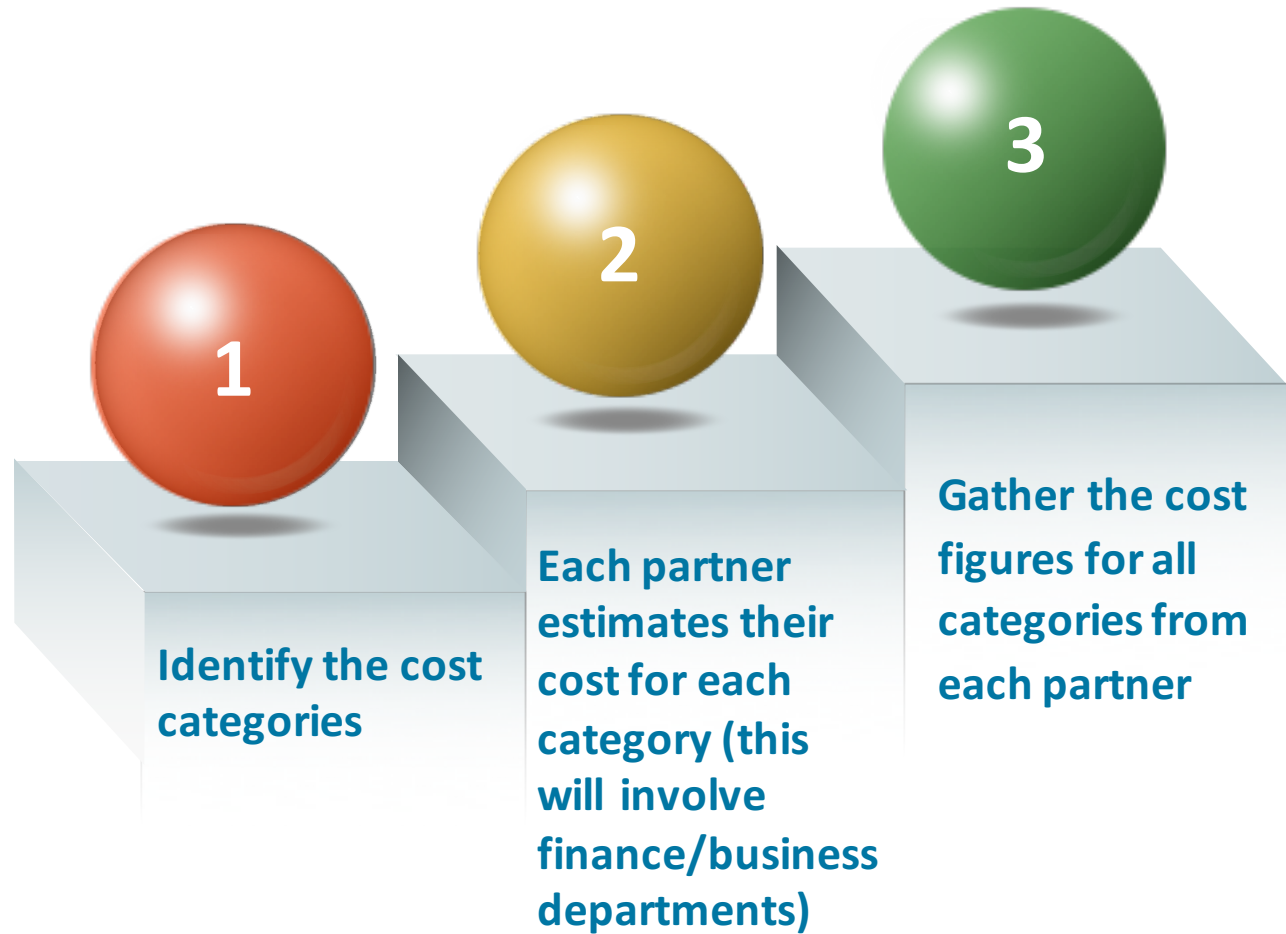 1
Identify the cost
categories
2
Each partner
estimates their
cost for each
category (this
will involve
finance/business
departments)
3
Gather the cost
figures for all
categories from
each partner